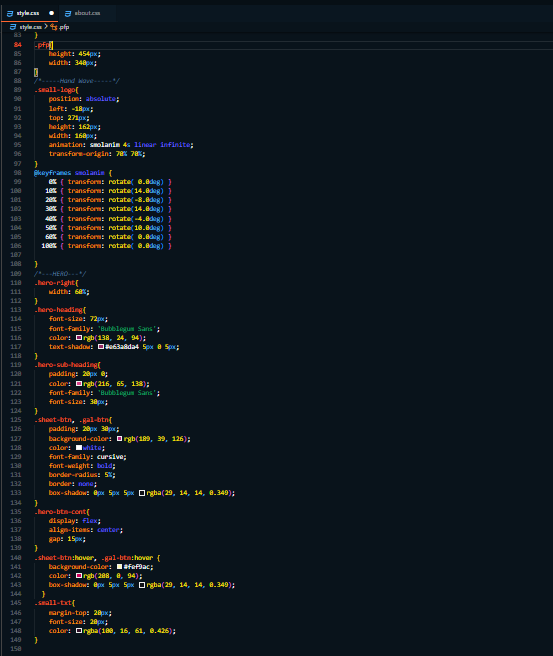 style.css ● about.css
style.css > .pfp
83 }
84 .pfp{
85 height: 454px;
86 width: 340px;
87 }
88 /*-----Hand Wave-----*/
89 .small-logo{
90 position: absolute;
91 left: -18px;
92 top: 271px;
93 height: 162px;
94 width: 160px;
95 animation: smolanim 4s linear infinite;
96 transform-origin: 70% 70%;
97 }
98 @keyframes smolanim {
99 0% { transform: rotate( 0.0deg) }
100 10% { transform: rotate(14.0deg) }
101 20% { transform: rotate(-8.0deg) }
102 30% { transform: rotate(14.0deg) }
103 40% { transform: rotate(-4.0deg) }
104 50% { transform: rotate(10.0deg) }
105 60% { transform: rotate( 0.0deg) }
106 100% { transform: rotate( 0.0deg) }
107
108 }
109 /*---HERO---*/
110 .hero-right{
111 width: 60%;
112 }
113 .hero-heading{
114 font-size: 72px;
115 font-family: 'Bubblegum Sans';
116 color: rgb(138, 24, 94);
117 text-shadow: #e63a8da4 5px 0 5px;
118 }
119 .hero-sub-heading{
120 padding: 20px 0;
121 color: rgb(216, 65, 138);
122 font-family: 'Bubblegum Sans';
123 font-size: 30px;
124 }
125 .sheet-btn, .gal-btn{
126 padding: 20px 30px;
127 background-color: rgb(189, 39, 126);
128 color: white;
129 font-family: cursive;
130 font-weight: bold;
131 border-radius: 5%;
132 border: none;
133 box-shadow: 0px 5px 5px rgba(29, 14, 14, 0.349);
134 }
135 .hero-btn-cont{
136 display: flex;
137 align-items: center;
138 gap: 15px;
139 }
140 .sheet-btn:hover, .gal-btn:hover {
141 background-color: #fef9ac;
142 color: rgb(208, 0, 94);
143 box-shadow: 0px 5px 5px rgba(29, 14, 14, 0.349);
144 }
145 .small-txt{
146 margin-top: 20px;
147 font-size: 20px;
148 color: rgba(100, 16, 61, 0.426);
149 }
150